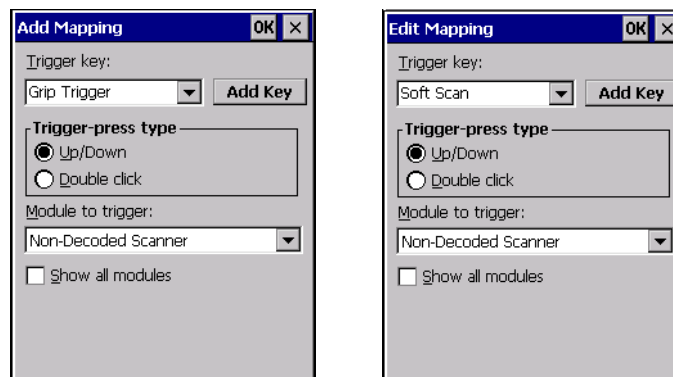 Add Mapping OK
Trigger key:
Grip Trigger Add Key
Trigger-press type
Up/Down
Double click
Module to trigger:
Non-Decoded Scanner
Show all modules
Edit Mapping OK
Trigger key:
Soft Scan Add Key
Trigger-press type
Up/Down
Double click
Module to trigger:
Non-Decoded Scanner
Show all modules